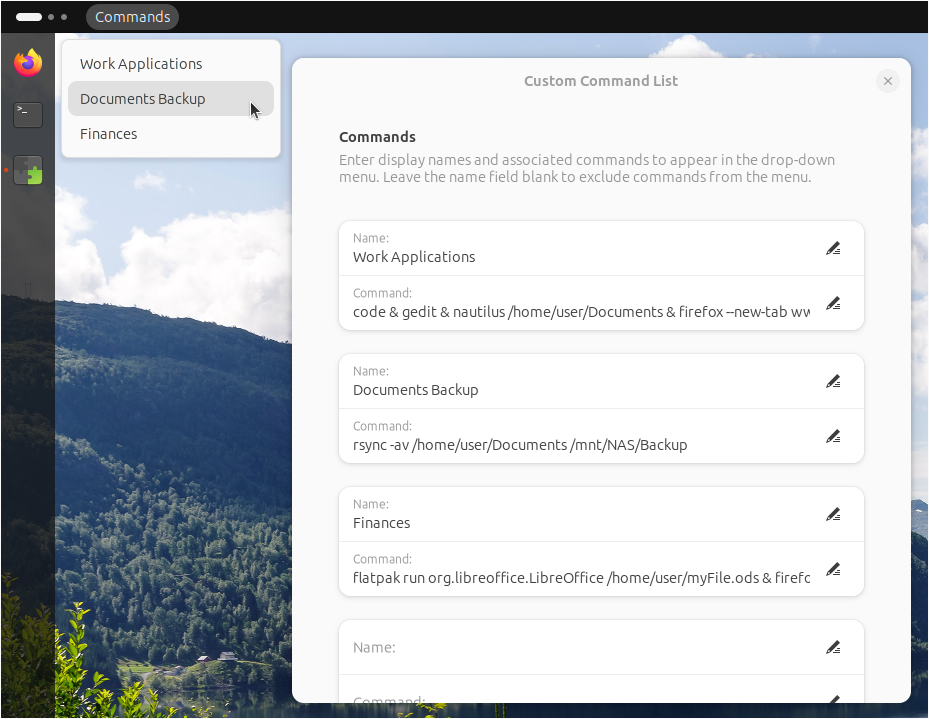 Commands
Work Applications
Documents Backup
Finances
Custom Command List
Commands
Enter display names and associated commands to appear in the drop-down
menu. Leave the name field blank to exclude commands from the menu.
Name:
Work Applications
Command:
code & gedit & nautilus /home/user/Documents & firefox --new-tab ww
Name:
Documents Backup
Command:
rsync -av /home/user/Documents /mnt/NAS/Backup
Name:
Finances
Command:
flatpak run org.libreoffice.LibreOffice /home/user/myFile.ods & firefo
Name:
Command: